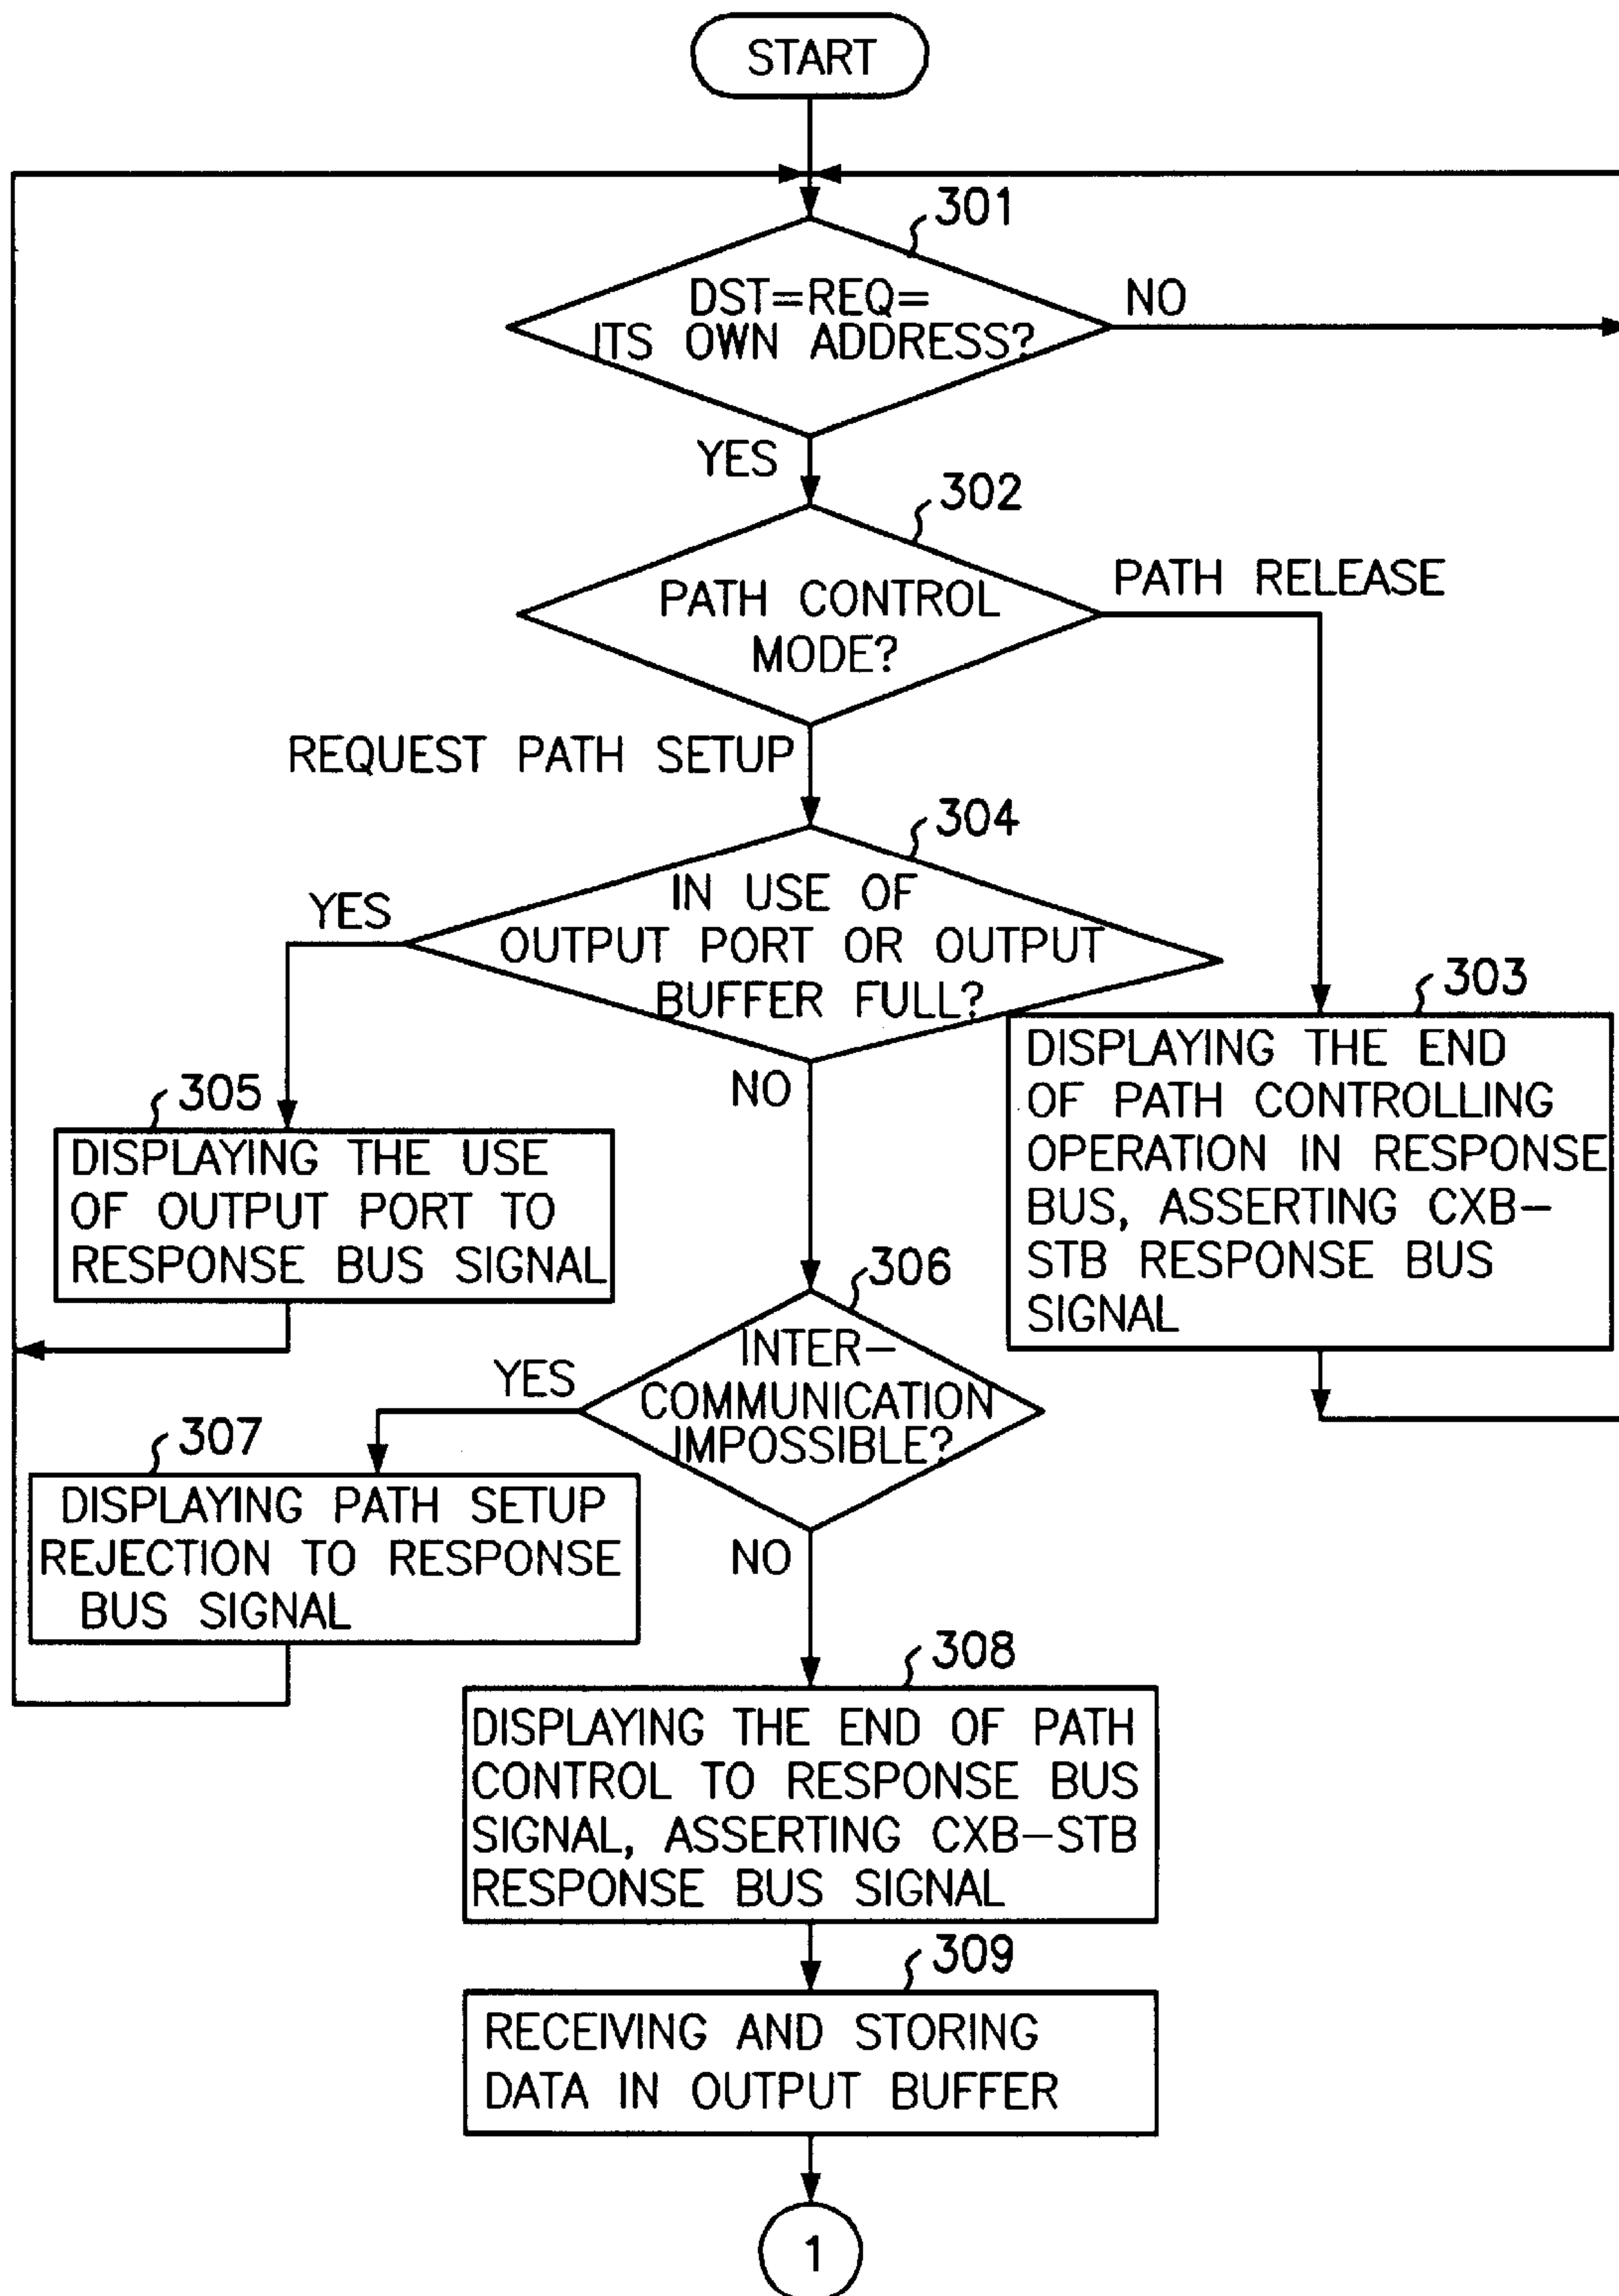 START
301
DST=REQ=
ITS OWN ADDRESS?
NO
YES
302
PATH CONTROL
MODE?
PATH RELEASE
REQUEST PATH SETUP
304
IN USE OF
OUTPUT PORT OR OUTPUT
BUFFER FULL?
YES
NO
303
DISPLAYING THE END
OF PATH CONTROLLING
OPERATION IN RESPONSE
BUS, ASSERTING CXB-
STB RESPONSE BUS
SIGNAL
305
DISPLAYING THE USE
OF OUTPUT PORT TO
RESPONSE BUS SIGNAL
306
INTER-
COMMUNICATION
IMPOSSIBLE?
YES
NO
307
DISPLAYING PATH SETUP
REJECTION TO RESPONSE
BUS SIGNAL
308
DISPLAYING THE END OF PATH
CONTROL TO RESPONSE BUS
SIGNAL, ASSERTING CXB-STB
RESPONSE BUS SIGNAL
309
RECEIVING AND STORING
DATA IN OUTPUT BUFFER
1